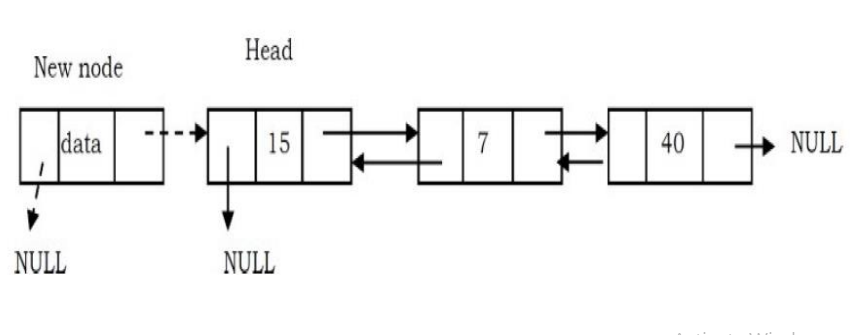 Head
New node
data
15
7
40
NULL
NULL
NULL